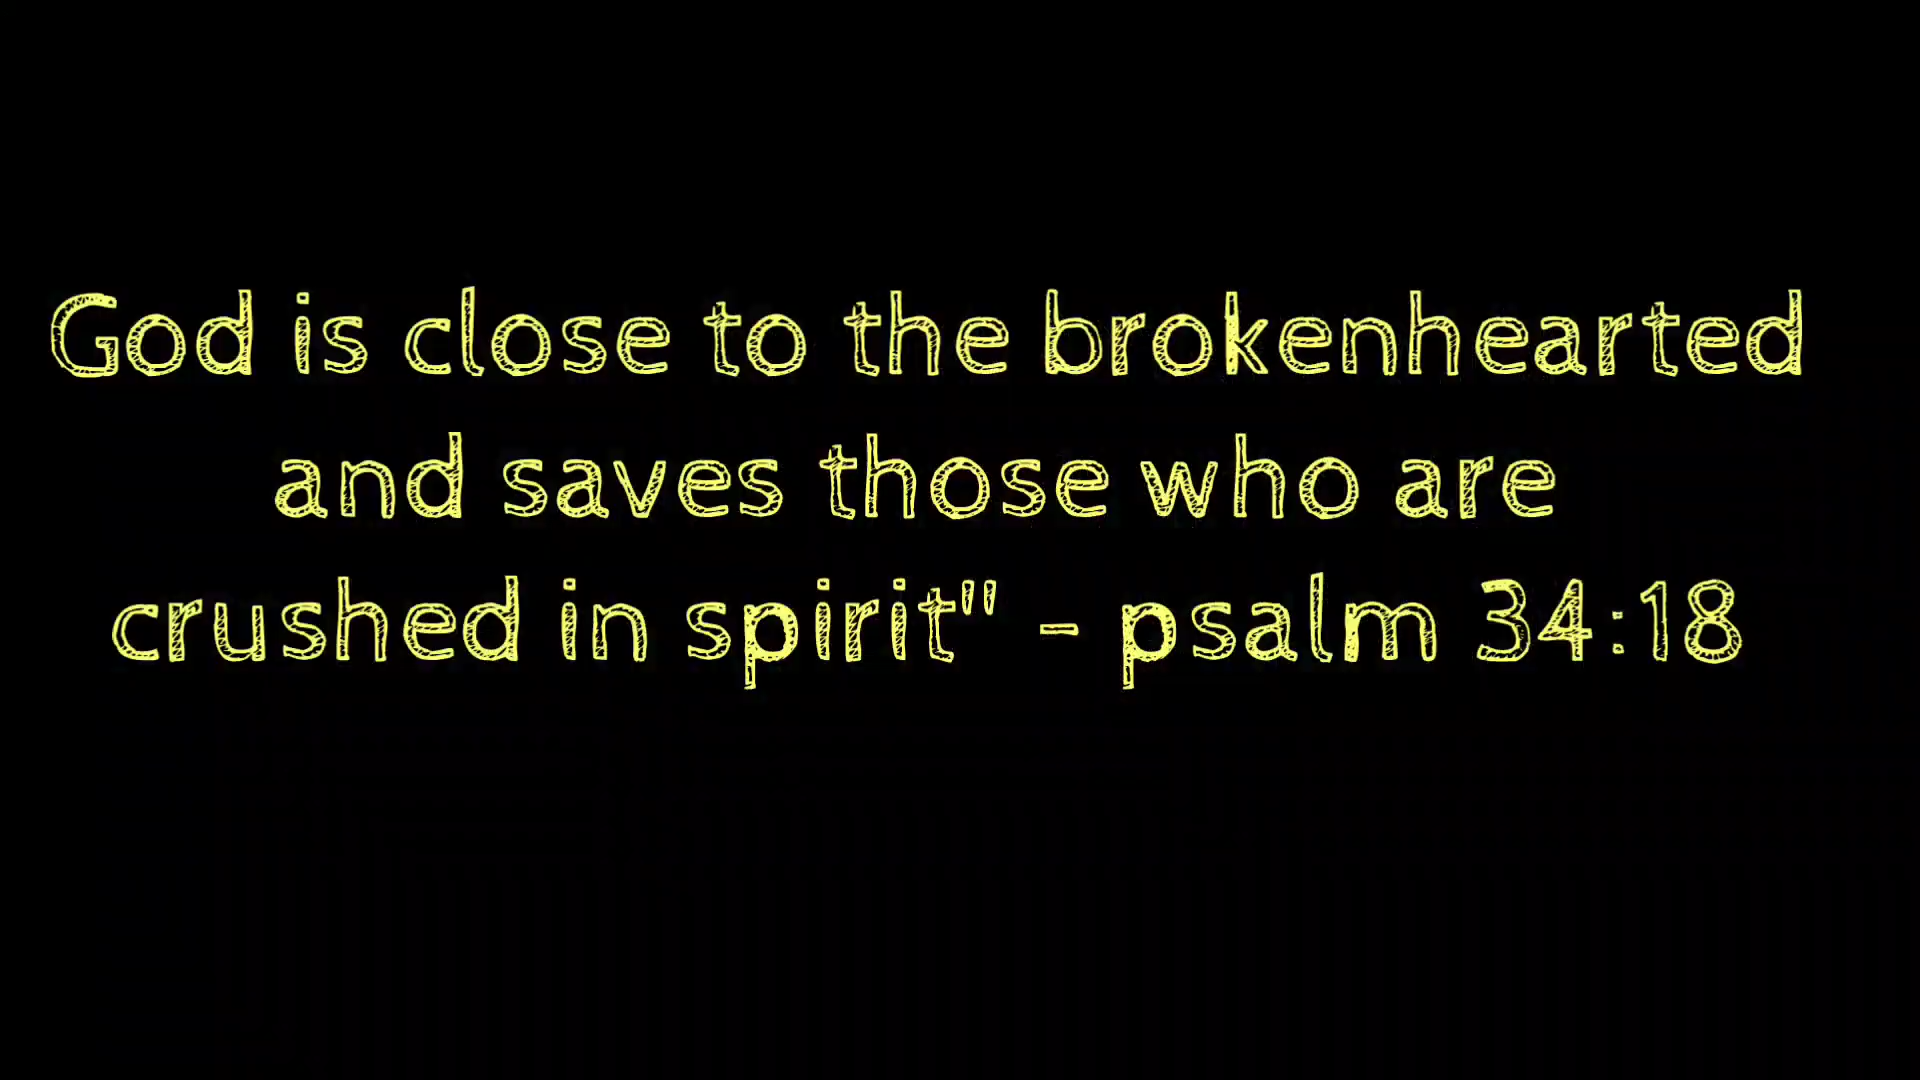 God is close to the brokenhearted
and saves those who are
crushed in spirit" - psalm 34:18